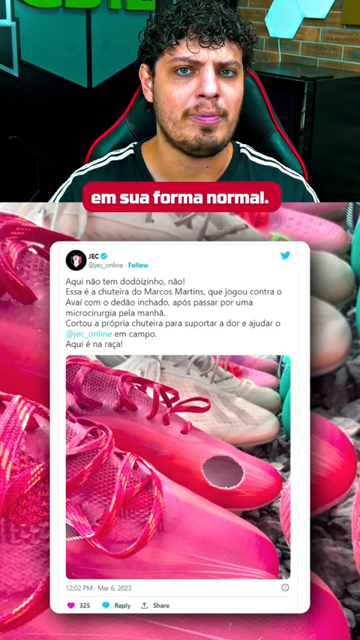 em sua forma normal.
JEC
@jec_online · Follow
Aqui não tem dodóizinho, não!
Essa é a chuteira do Marcos Martins, que jogou contra o
Avaí com o dedão inchado, após passar por uma
microcirurgia pela manhã.
Cortou a própria chuteira para suportar a dor e ajudar o
@jec_online em campo.
Aqui é na raça!
12:02 PM · Mar 6, 2023
325 Reply Share